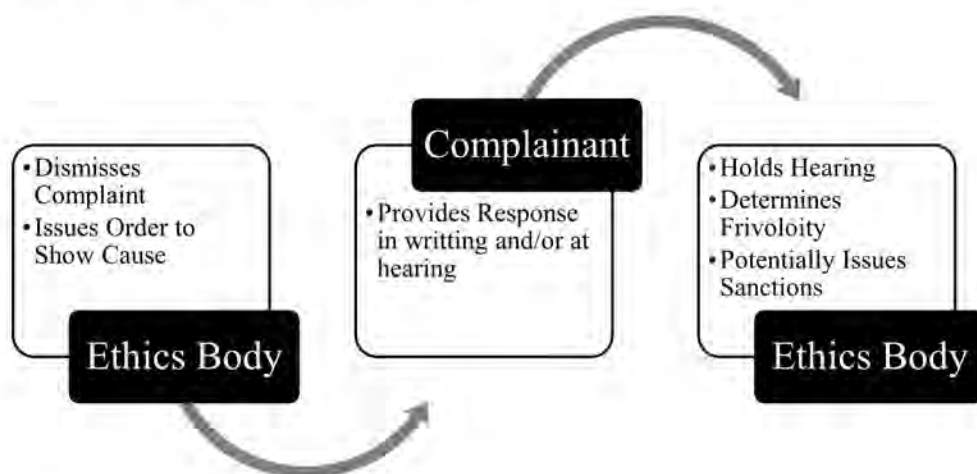 •Dismisses
Complaint
•Issues Order to
Show Cause
Ethics Body
Complainant
•Provides Response
in writting and/or at
hearing
•Holds Hearing
•Determines
Frivoloity
•Potentially Issues
Sanctions
Ethics Body